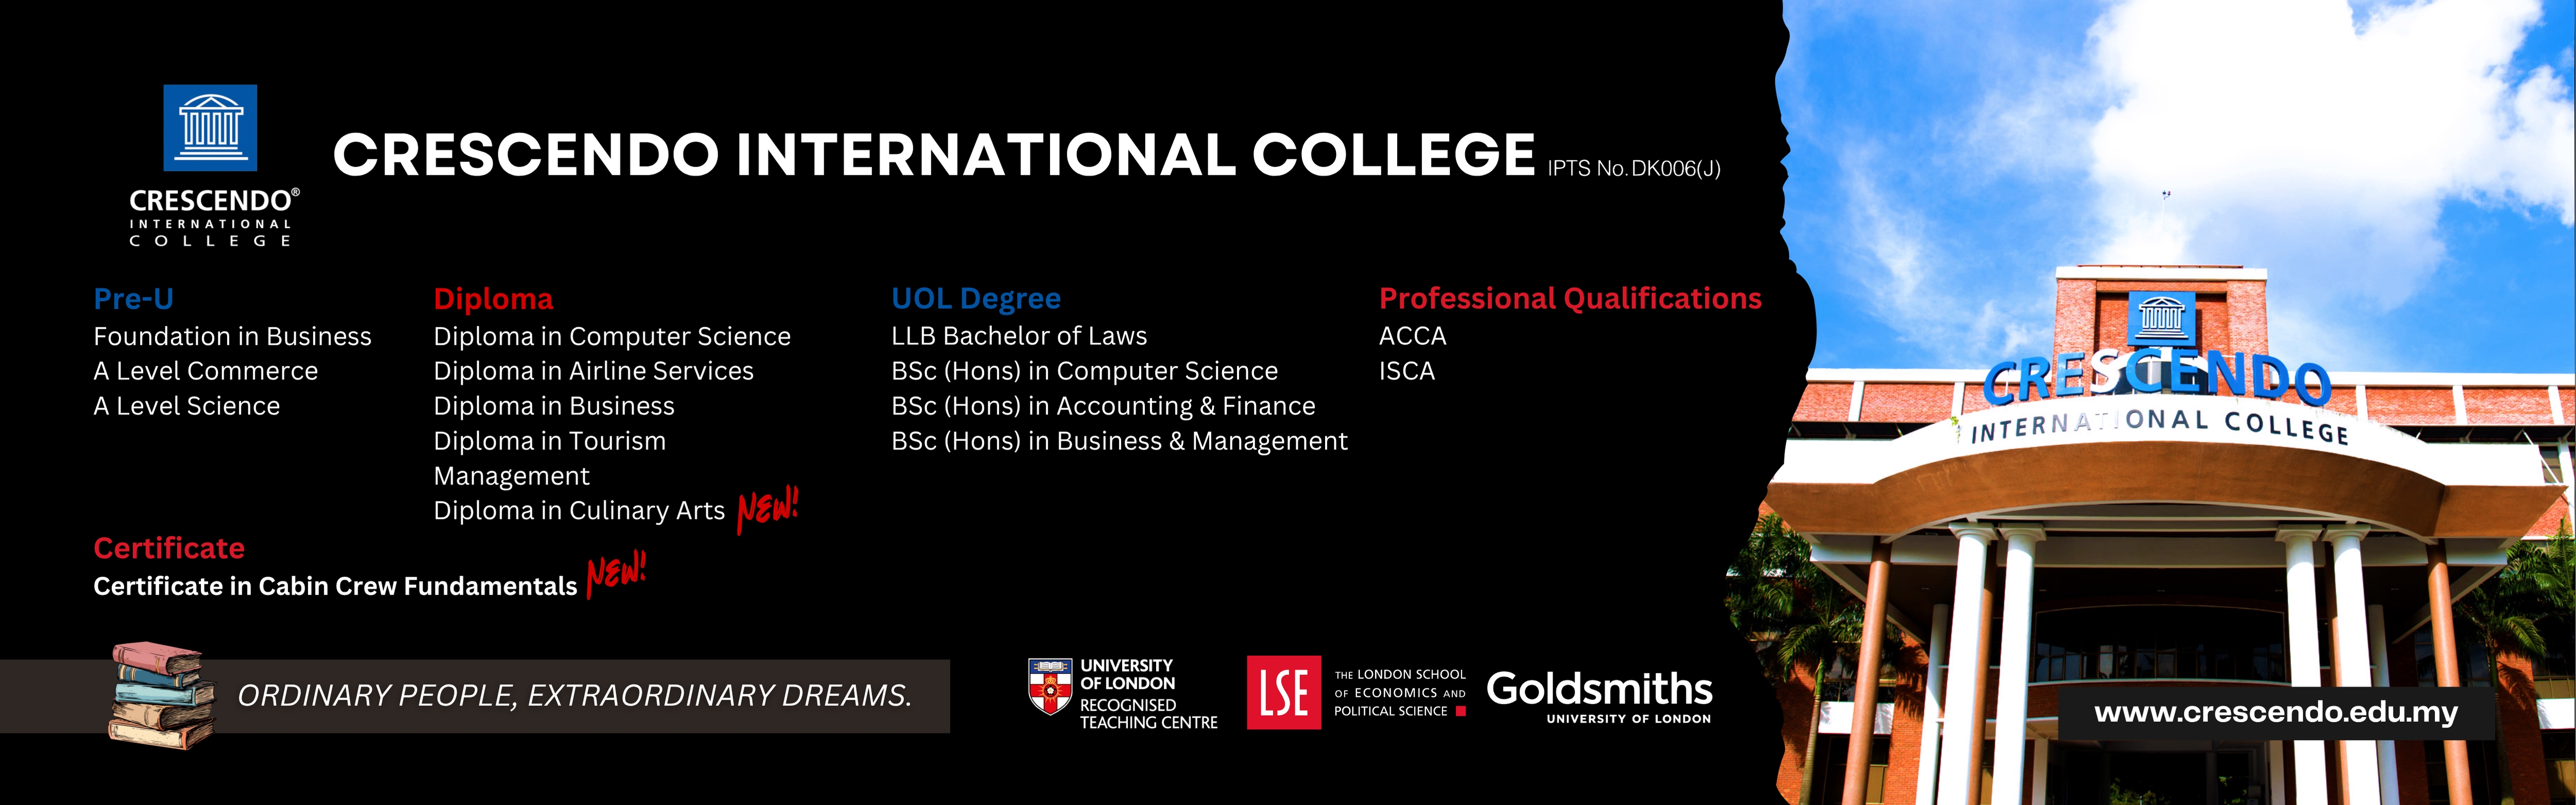 CRESCENDO®
INTERNATIONAL
COLLEGE
CRESCENDO INTERNATIONAL COLLEGE IPTS No. DK006(J)
Pre-U
Foundation in Business
A Level Commerce
A Level Science
Diploma
Diploma in Computer Science
Diploma in Airline Services
Diploma in Business
Diploma in Tourism
Management
Diploma in Culinary Arts NEW!
UOL Degree
LLB Bachelor of Laws
BSc (Hons) in Computer Science
BSc (Hons) in Accounting & Finance
BSc (Hons) in Business & Management
Professional Qualifications
ACCA
ISCA
Certificate
Certificate in Cabin Crew Fundamentals NEW!
ORDINARY PEOPLE, EXTRAORDINARY DREAMS.
UNIVERSITY
OF LONDON
RECOGNISED
TEACHING CENTRE
LSE
THE LONDON SCHOOL
OF ECONOMICS AND
POLITICAL SCIENCE
Goldsmiths
UNIVERSITY OF LONDON
CRESCENDO
INTERNATIONAL COLLEGE
www.crescendo.edu.my